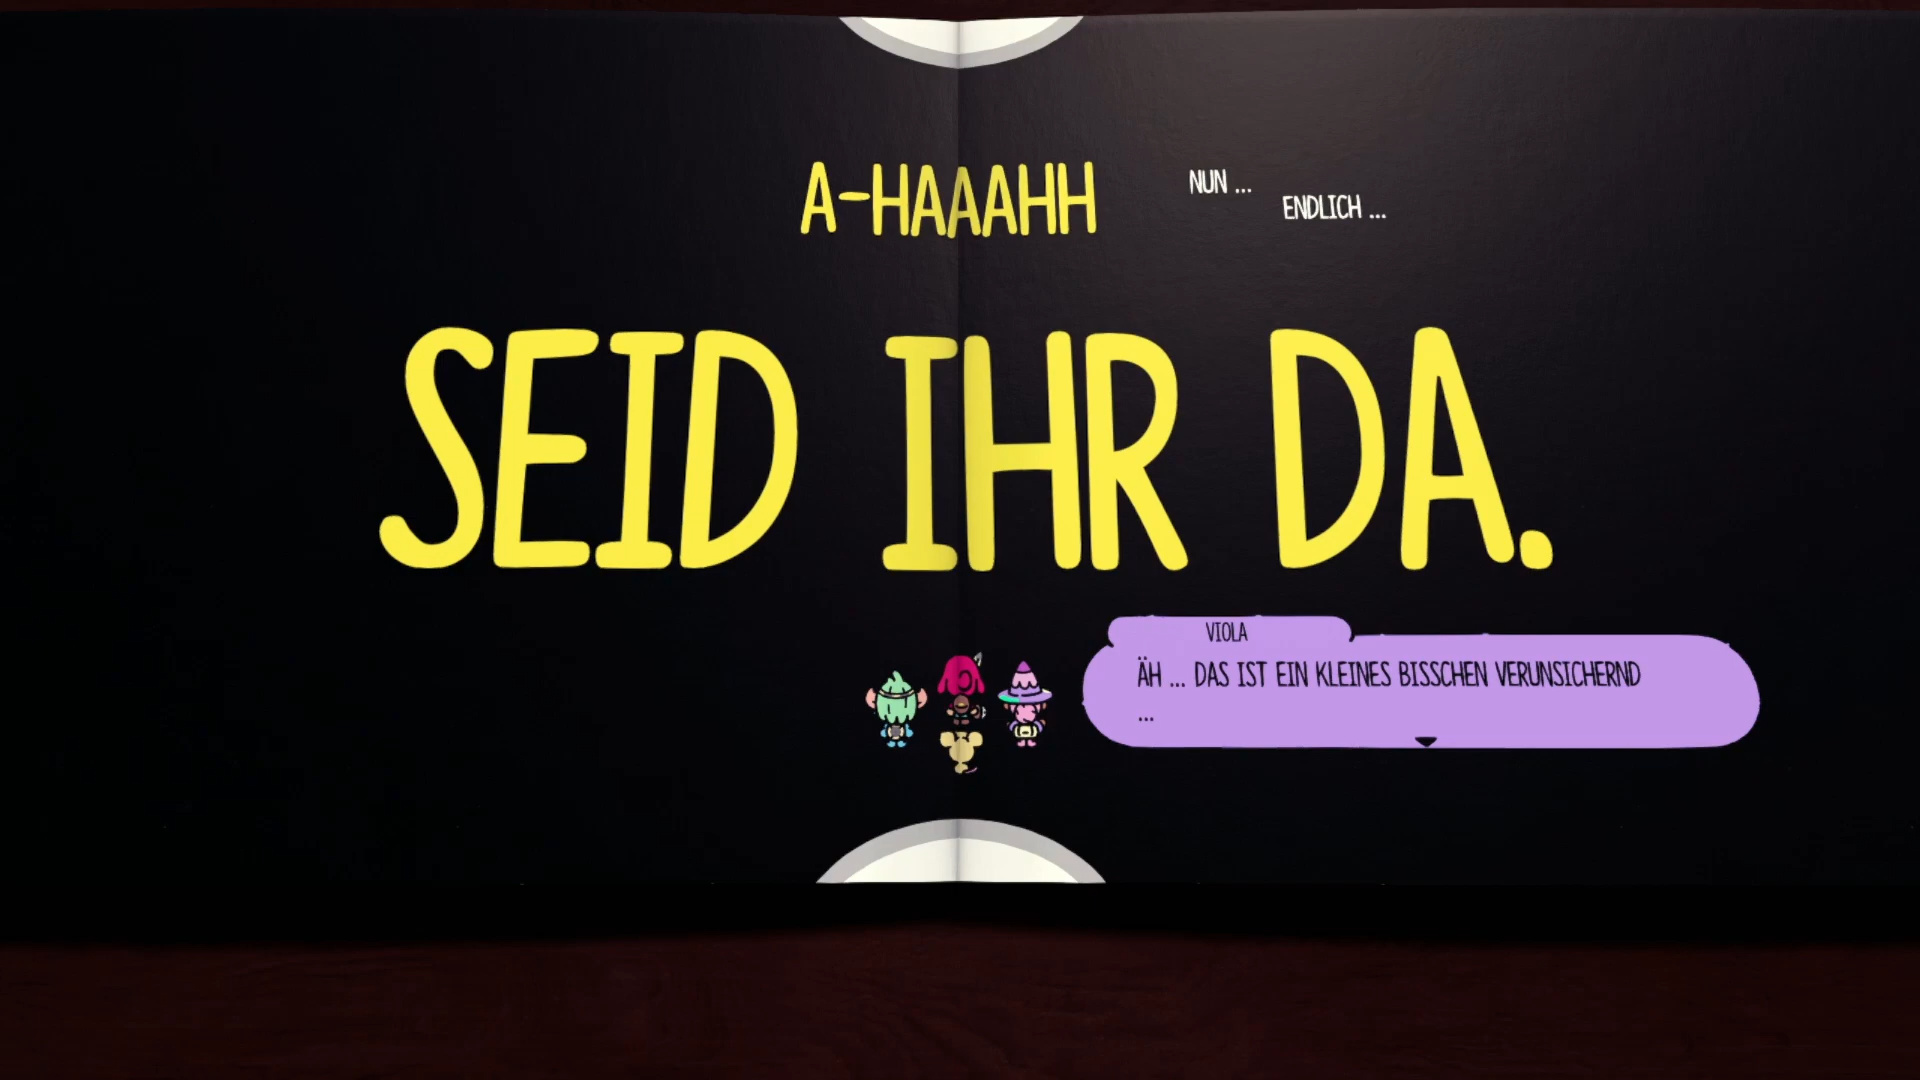 A-HAAAHH
NUN ...
ENDLICH ...
SEID IHR DA.
VIOLA
ÄH ... DAS IST EIN KLEINES BISSCHEN VERUNSICHERND
...